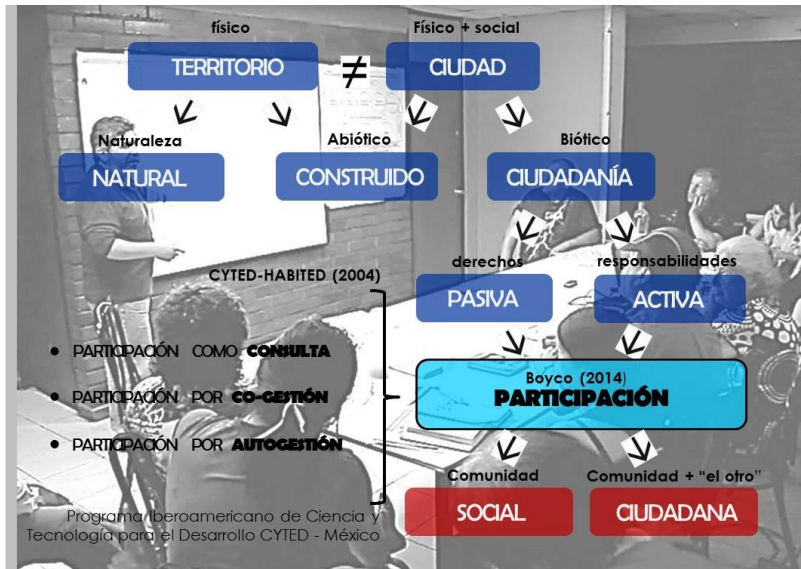 físico
Físico + social
TERRITORIO
≠
CIUDAD
Naturaleza
Abiótico
Biótico
NATURAL
CONSTRUIDO
CIUDADANÍA
derechos
responsabilidades
CYTED-HABITED (2004)
PASIVA
ACTIVA
• PARTICIPACIÓN COMO CONSULTA
• PARTICIPACIÓN POR CO-GESTIÓN
• PARTICIPACIÓN POR AUTOGESTIÓN
Boyco (2014)
PARTICIPACIÓN
Comunidad
Comunidad + “el otro”
SOCIAL
CIUDADANA
Programa Iberoamericano de Ciencia y
Tecnología para el Desarrollo CYTED - México